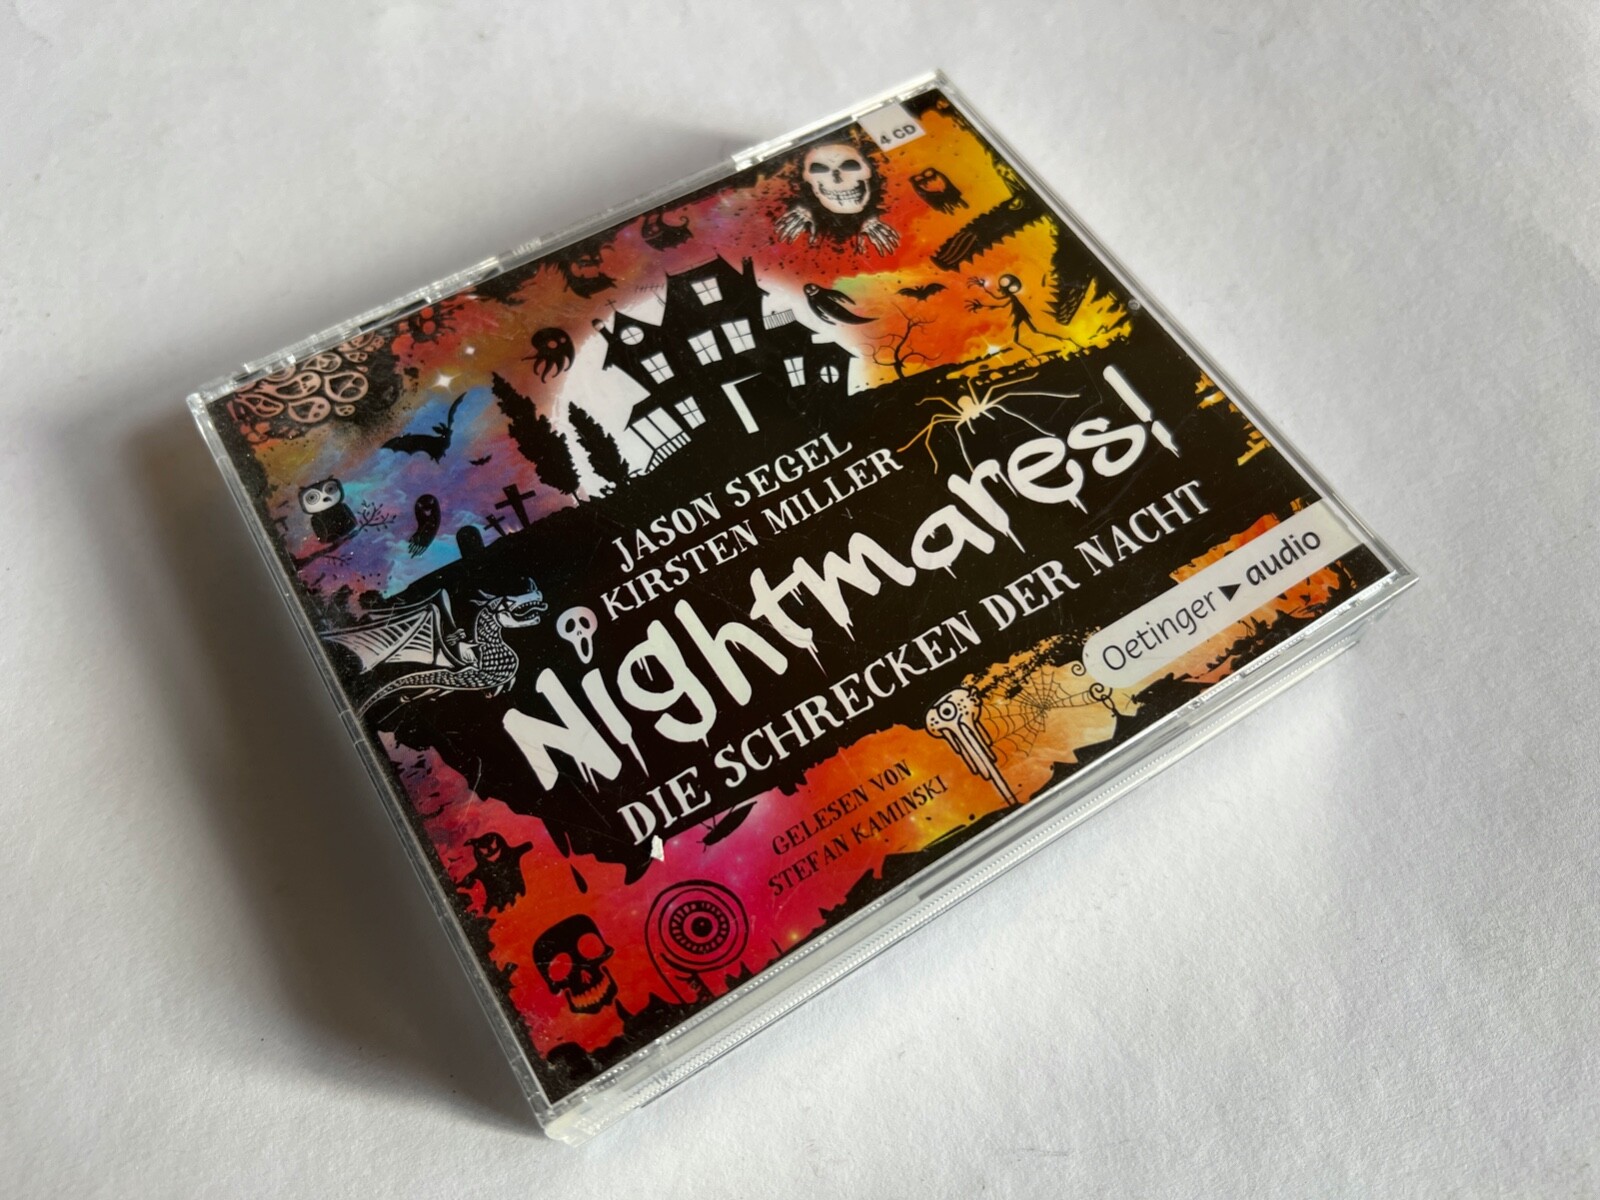 4 CD
JASON SEGEL
KIRSTEN MILLER
Nightmares!
DIE SCHRECKEN DER NACHT
Oetinger audio
GELESEN VON
STEFAN KAMINSKI